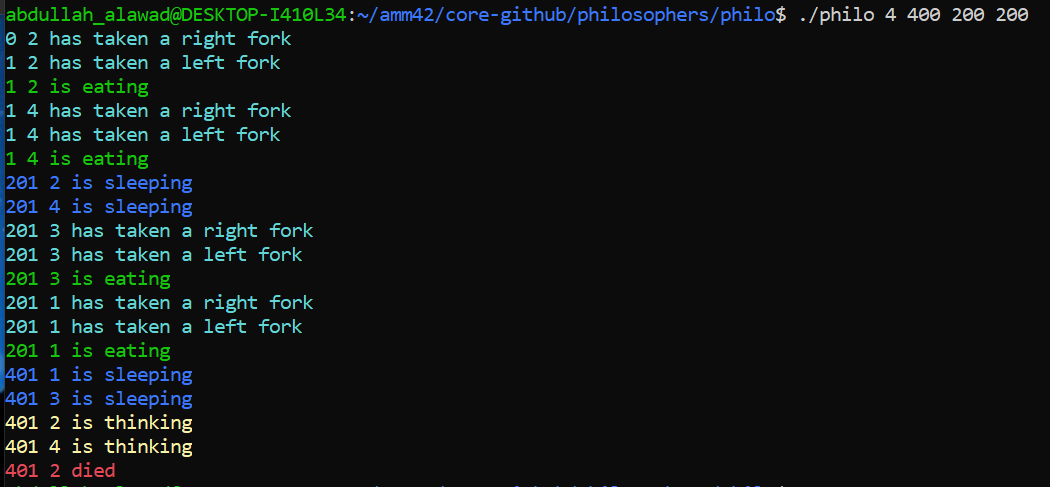 abdullah_alawad@DESKTOP-I410L34:~/amm42/core-github/philosophers/philo$ ./philo 4 400 200 200
0 2 has taken a right fork
1 2 has taken a left fork
1 2 is eating
1 4 has taken a right fork
1 4 has taken a left fork
1 4 is eating
201 2 is sleeping
201 4 is sleeping
201 3 has taken a right fork
201 3 has taken a left fork
201 3 is eating
201 1 has taken a right fork
201 1 has taken a left fork
201 1 is eating
401 1 is sleeping
401 3 is sleeping
401 2 is thinking
401 4 is thinking
401 2 died